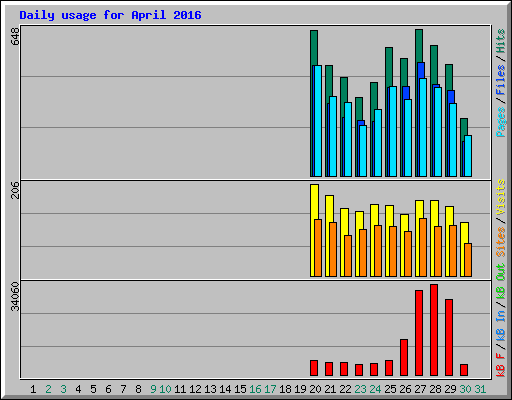 Daily usage for April 2016
648
Pages / Files / Hits
206
Sites / Visits
34060
kB F / kB In / kB Out
1 2 3 4 5 6 7 8 9 10 11 12 13 14 15 16 17 18 19 20 21 22 23 24 25 26 27 28 29 30 31